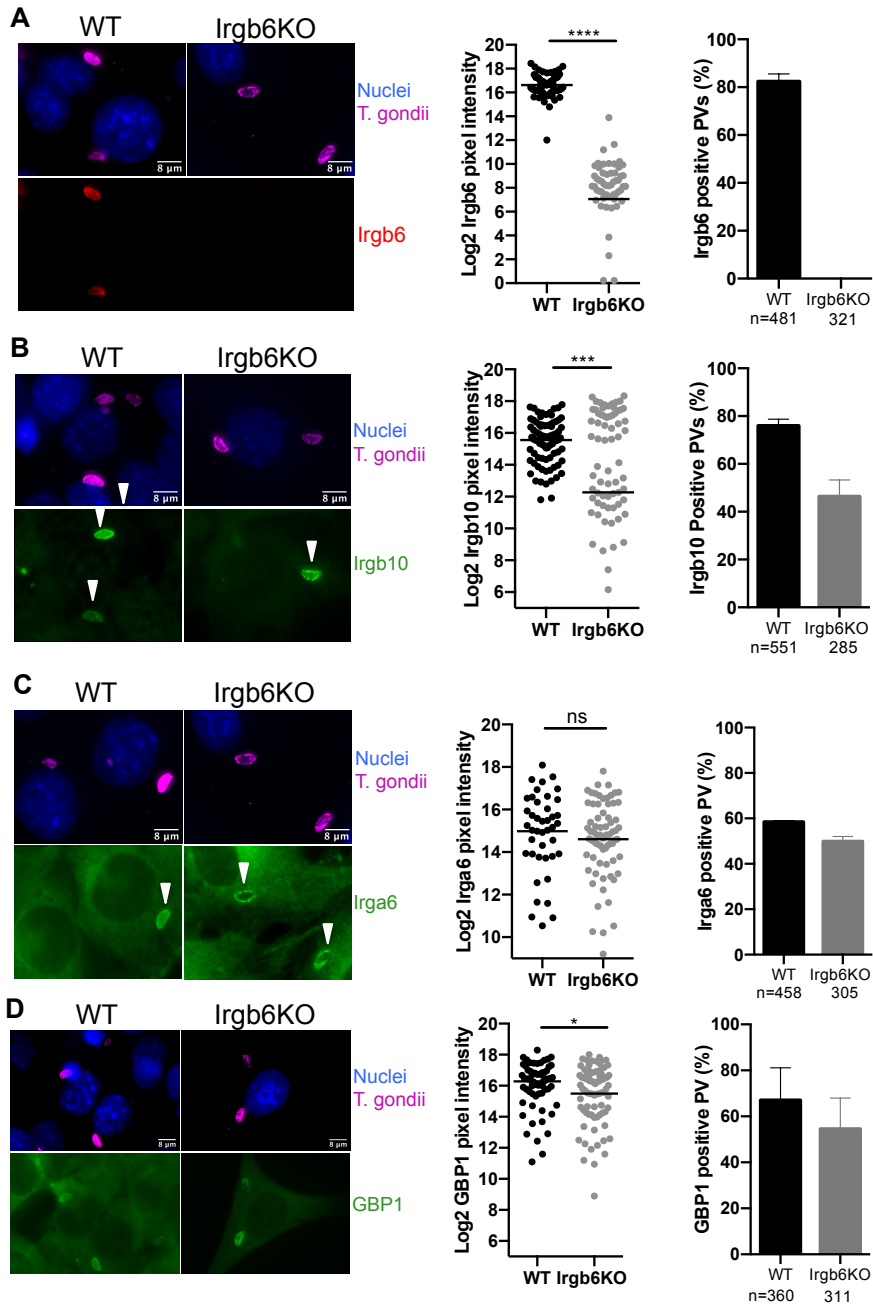 A
WT
Irgb6KO
Nuclei
T. gondii
8 µm
8 µm
Irgb6
Log2 Irgb6 pixel intensity
20
18
16
14
12
10
8
6
4
2
0
****
WT
Irgb6KO
Irgb6 positive PVs (%)
100
80
60
40
20
0
WT
Irgb6KO
n=481
321
B
WT
Irgb6KO
Nuclei
T. gondii
8 µm
8 µm
Irgb10
Log2 Irgb10 pixel intensity
20
18
16
14
12
10
8
6
***
WT
Irgb6KO
Irgb10 Positive PVs (%)
100
80
60
40
20
0
WT
Irgb6KO
n=551
285
C
WT
Irgb6KO
Nuclei
T. gondii
8 µm
8 µm
Irga6
Log2 Irga6 pixel intensity
20
18
16
14
12
10
ns
WT
Irgb6KO
Irga6 positive PV (%)
100
80
60
40
20
0
WT
Irgb6KO
n=458
305
D
WT
Irgb6KO
Nuclei
T. gondii
8 µm
8 µm
GBP1
Log2 GBP1 pixel intensity
20
18
16
14
12
10
8
6
*
WT
Irgb6KO
GBP1 positive PV (%)
100
80
60
40
20
0
WT
Irgb6KO
n=360
311